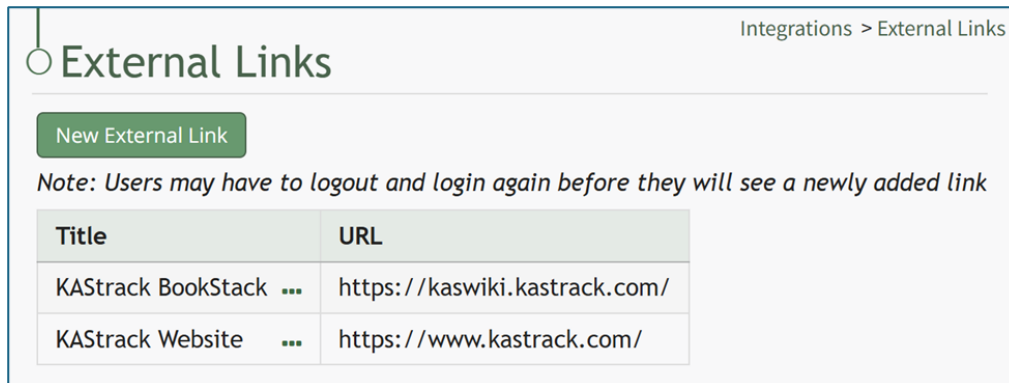 Integrations > External Links
External Links
New External Link
Note: Users may have to logout and login again before they will see a newly added link
Title URL
KAStrack BookStack ... https://kaswiki.kastrack.com/
KAStrack Website ... https://www.kastrack.com/